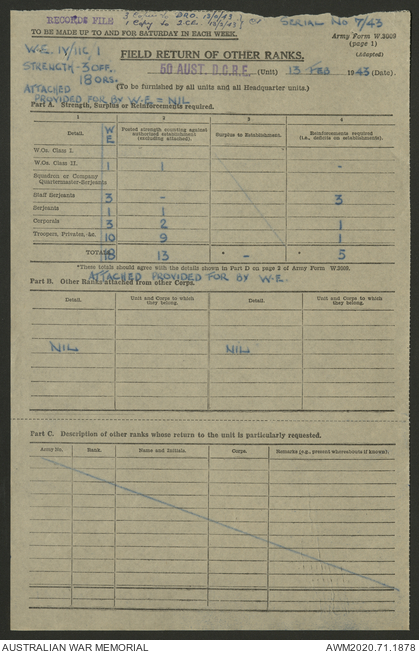 RECORDS FILE
SERIAL No 7/43
TO BE MADE UP TO AND FOR SATURDAY IN EACH WEEK.
Army Form W 3009
(page 1)
(Adapted)
W.E. IV/11C/1
STRENGTH - 3 OFF.
18 ORS.
ATTACHED
PROVIDED FOR BY W.E = NIL
FIELD RETURN OF OTHER RANKS.
50 AUST. D.C.R.E. (Unit) 13 FEB 1943 (Date).
(To be furnished by all units and all Headquarter units.)
Part A. Strength, Surplus or Reinforcements required.
1 2 3 4
Detail. WE Posted strength counting against authorised establishment (excluding attached). Surplus to Establishment. Reinforcements required (i.e., deficits on establishment).
W.Os. Class I.
W.Os. Class II. 1 1 -
Squadron or Company Quartermaster-Serjeants
Staff Serjeants 3 - 3
Serjeants 1 1
Corporals 3 2 1
Troopers, Privates, &c. 10 9 1
TOTALS 18 13 - 5
*These totals should agree with the details shown in Part D on page 2 of Army Form W.3009.
ATTACHED PROVIDED FOR BY W.E.
Part B. Other Ranks attached from other Corps.
Detail. Unit and Corps to which they belong. Detail. Unit and Corps to which they belong.
NIL NIL
Part C. Description of other ranks whose return to the unit is particularly requested.
Army No. Rank. Name and Initials. Corps. Remarks (e.g., present whereabouts if known).
AUSTRALIAN WAR MEMORIAL
AWM2020.71.1878